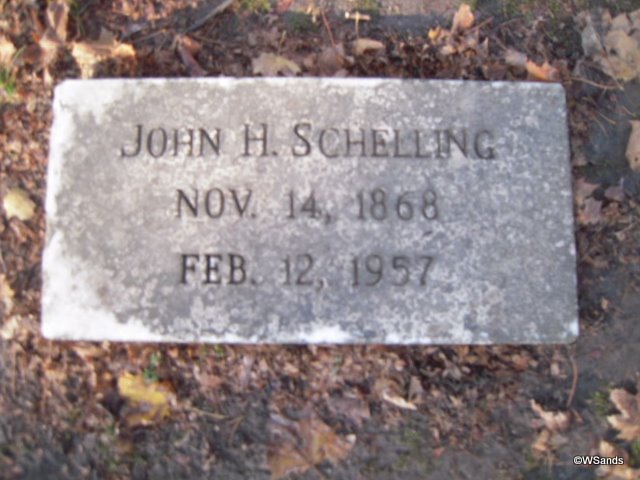 JOHN H. SCHELLING
NOV. 14, 1868
FEB. 12, 1957
©WSands